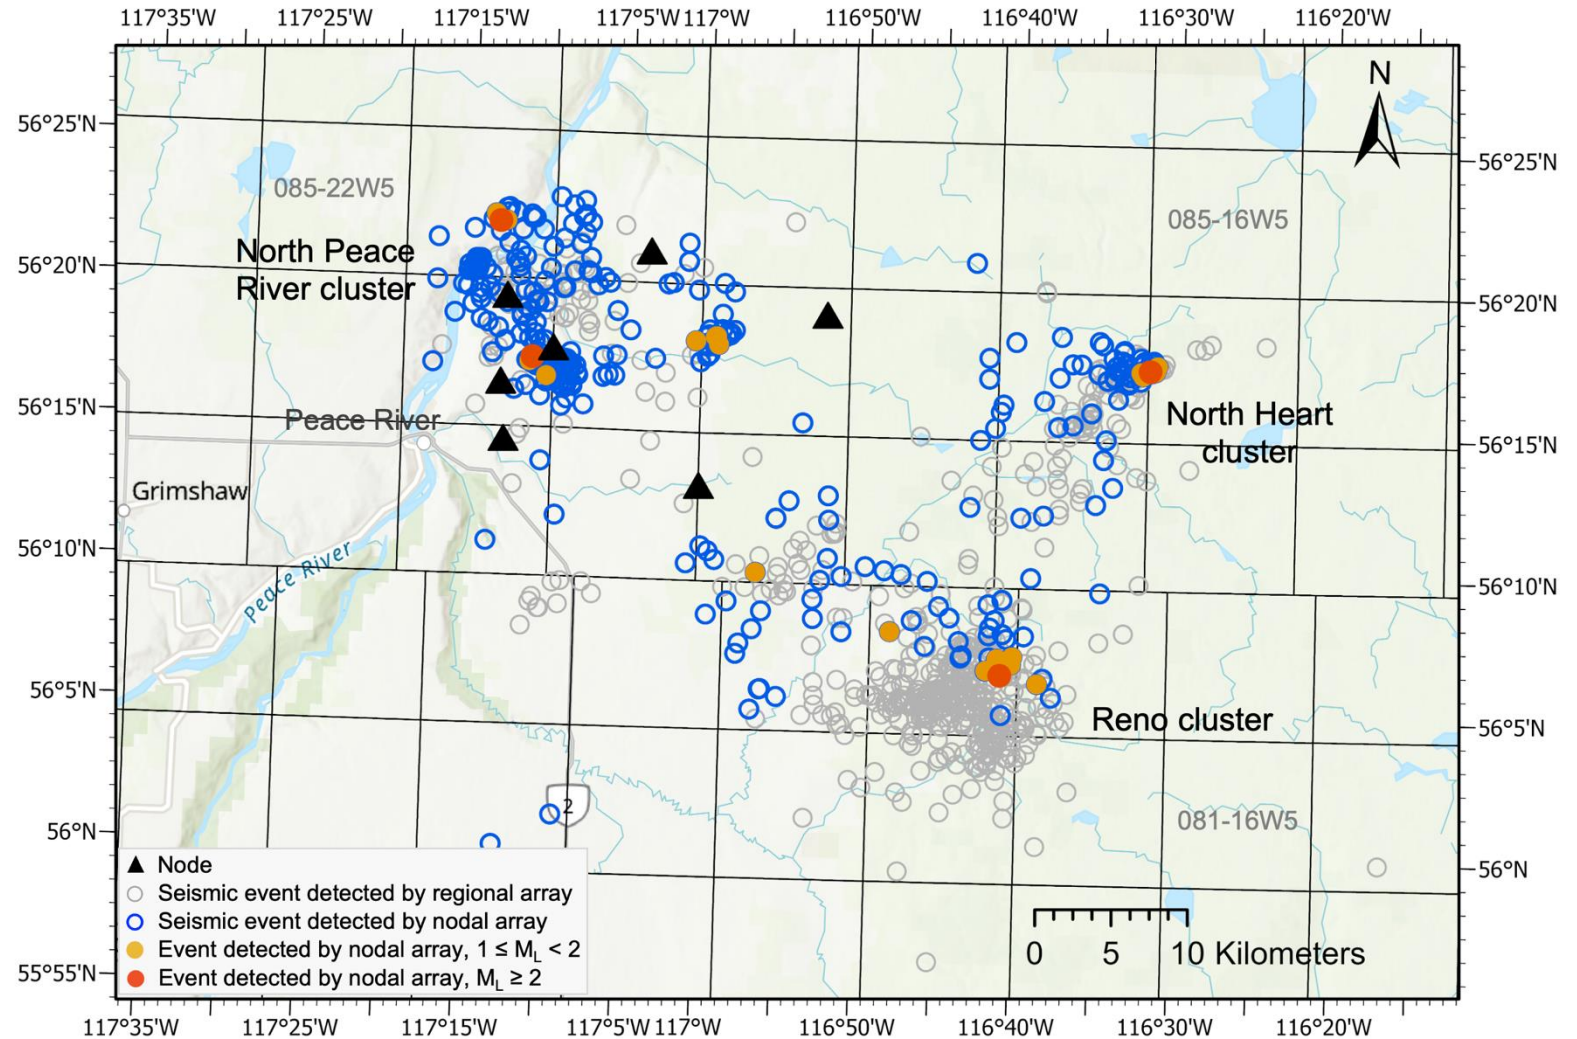 117°35'W 117°25'W 117°15'W 117°5'W 117°W 116°50'W 116°40'W 116°30'W 116°20'W
N
56°25'N
56°25'N
085-22W5
085-16W5
North Peace
River cluster
56°20'N
56°20'N
56°15'N
Peace River
North Heart
cluster
56°15'N
Grimshaw
56°10'N
Peace River
56°10'N
56°5'N
Reno cluster
56°5'N
56°N
2
081-16W5
Node
Seismic event detected by regional array
Seismic event detected by nodal array
Event detected by nodal array, 1 ≤ M_L < 2
Event detected by nodal array, M_L ≥ 2
56°N
0 5 10 Kilometers
55°55'N
117°35'W 117°25'W 117°15'W 117°5'W 117°W 116°50'W 116°40'W 116°30'W 116°20'W